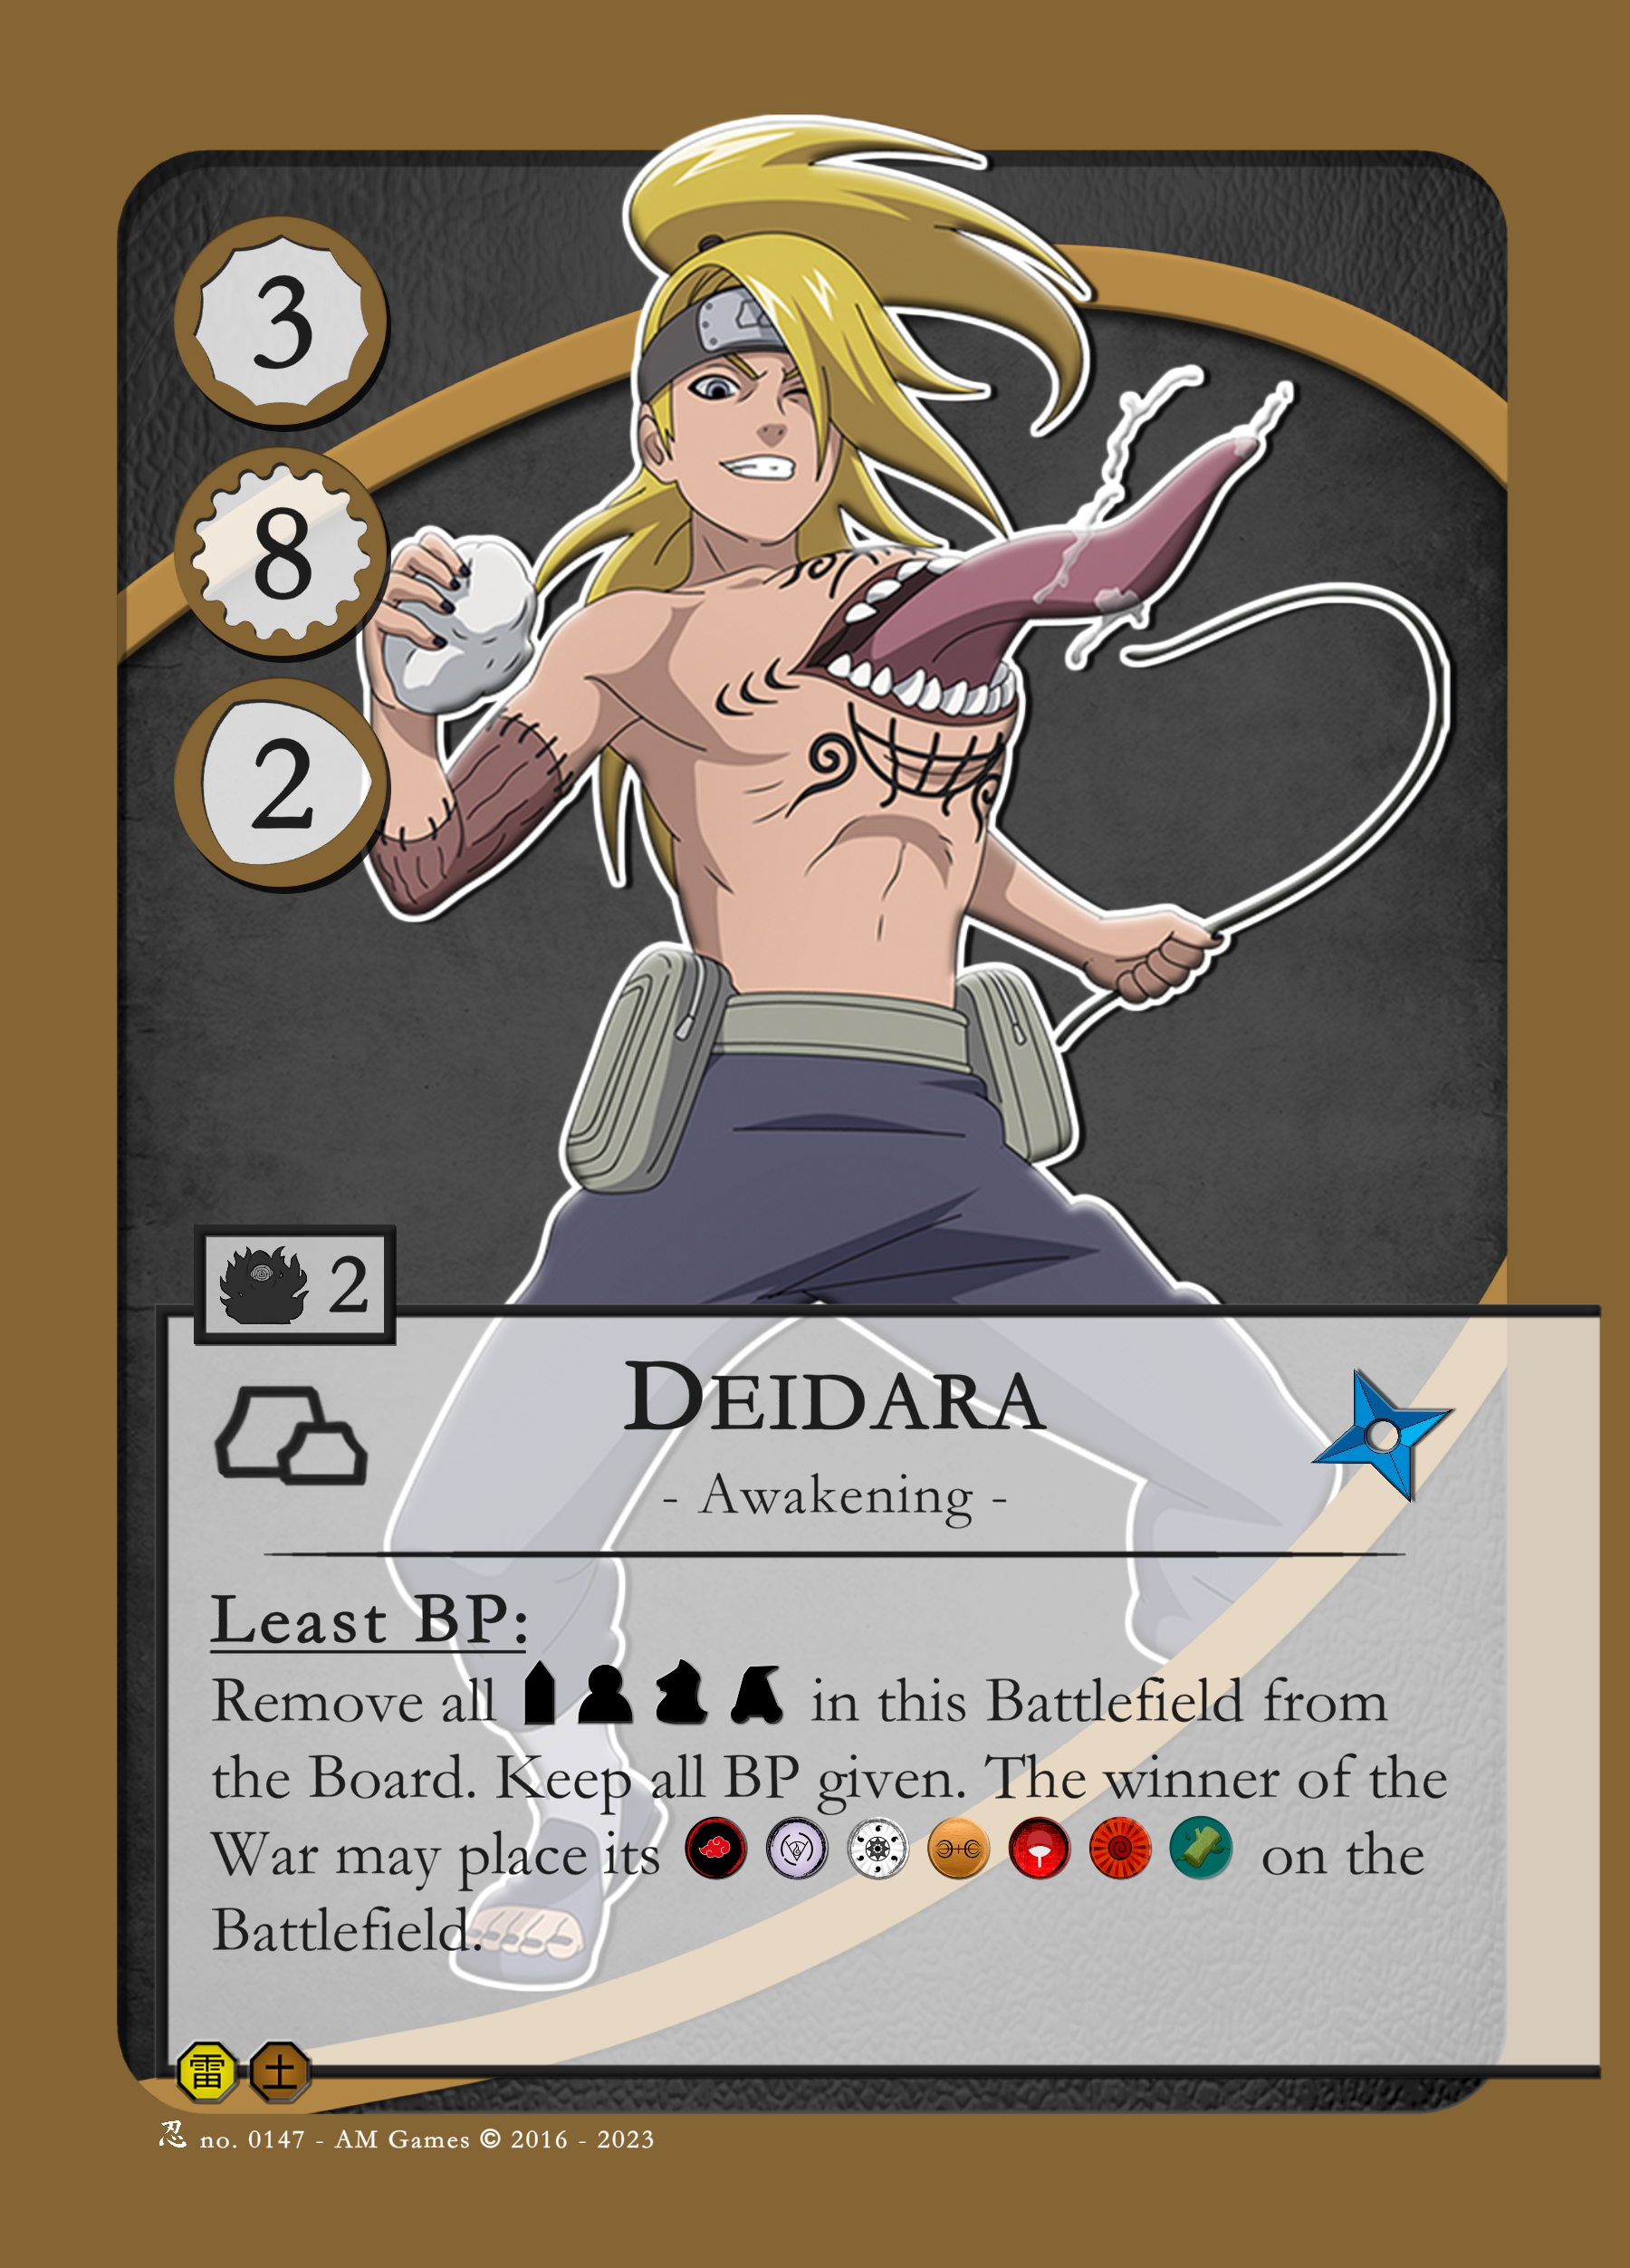 3
8
2
2
DEIDARA
- Awakening -
Least BP:
Remove all in this Battlefield from
the Board. Keep all BP given. The winner of the
War may place its on the
Battlefield.
雷 土
忍 no. 0147 - AM Games © 2016 - 2023